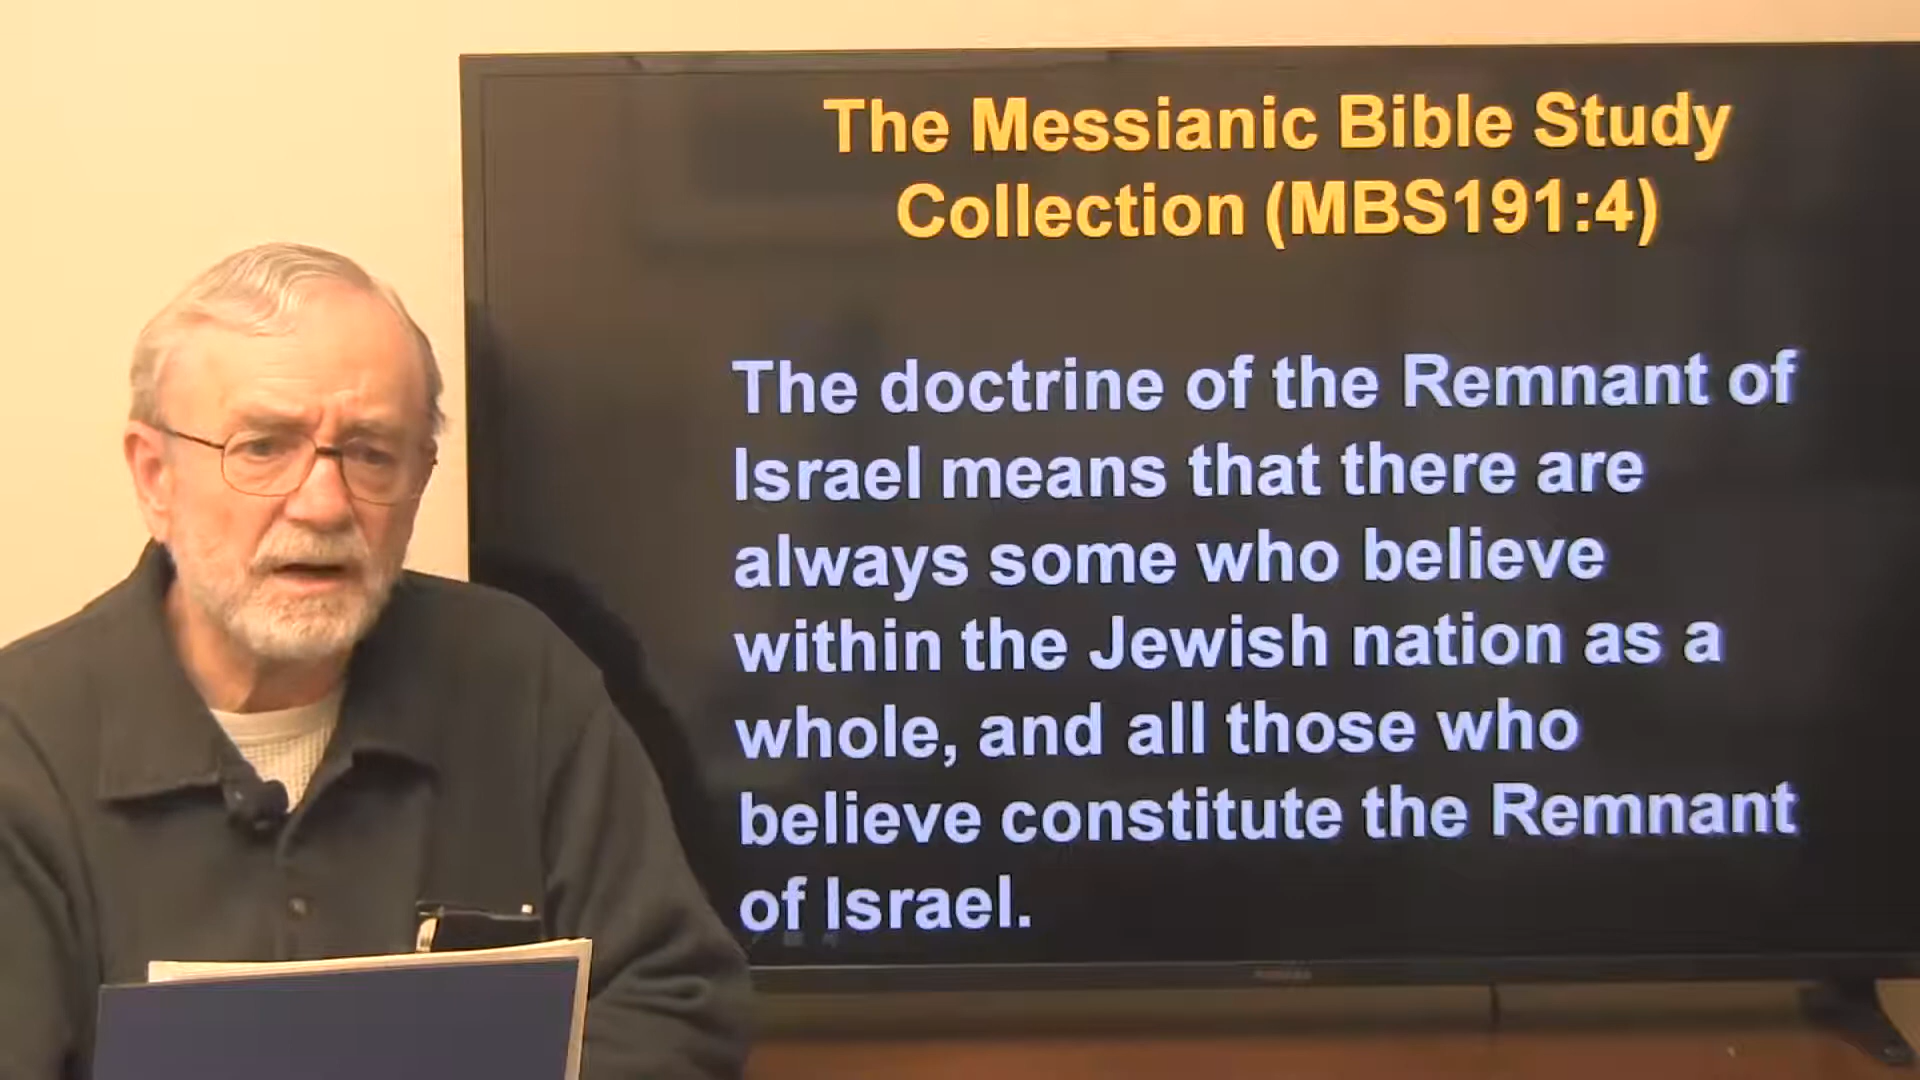 The Messianic Bible Study
Collection (MBS191:4)
The doctrine of the Remnant of
Israel means that there are
always some who believe
within the Jewish nation as a
whole, and all those who
believe constitute the Remnant
of Israel.